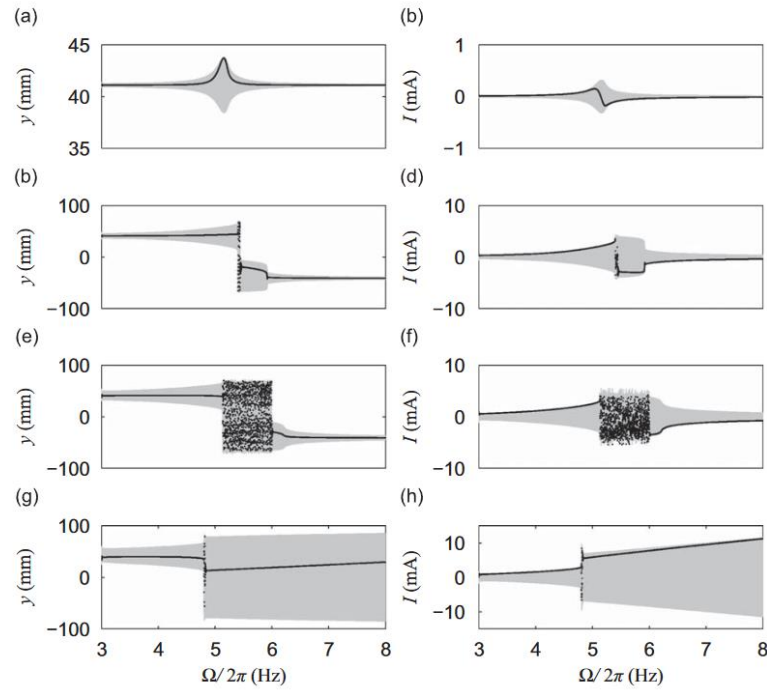 (a)
45
40
35
y (mm)
(b)
1
0
−1
I (mA)
(b)
100
0
−100
y (mm)
(d)
10
0
−10
I (mA)
(e)
100
0
−100
y (mm)
(f)
10
0
−10
I (mA)
(g)
100
0
−100
y (mm)
3 4 5 6 7 8
Ω/2π (Hz)
(h)
10
0
−10
I (mA)
3 4 5 6 7 8
Ω/2π (Hz)